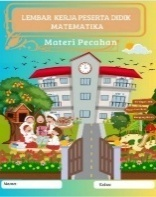 LEMBAR KERJA PESERTA DIDIK
MATEMATIKA
Materi Pecahan
Nama:
Kelas: